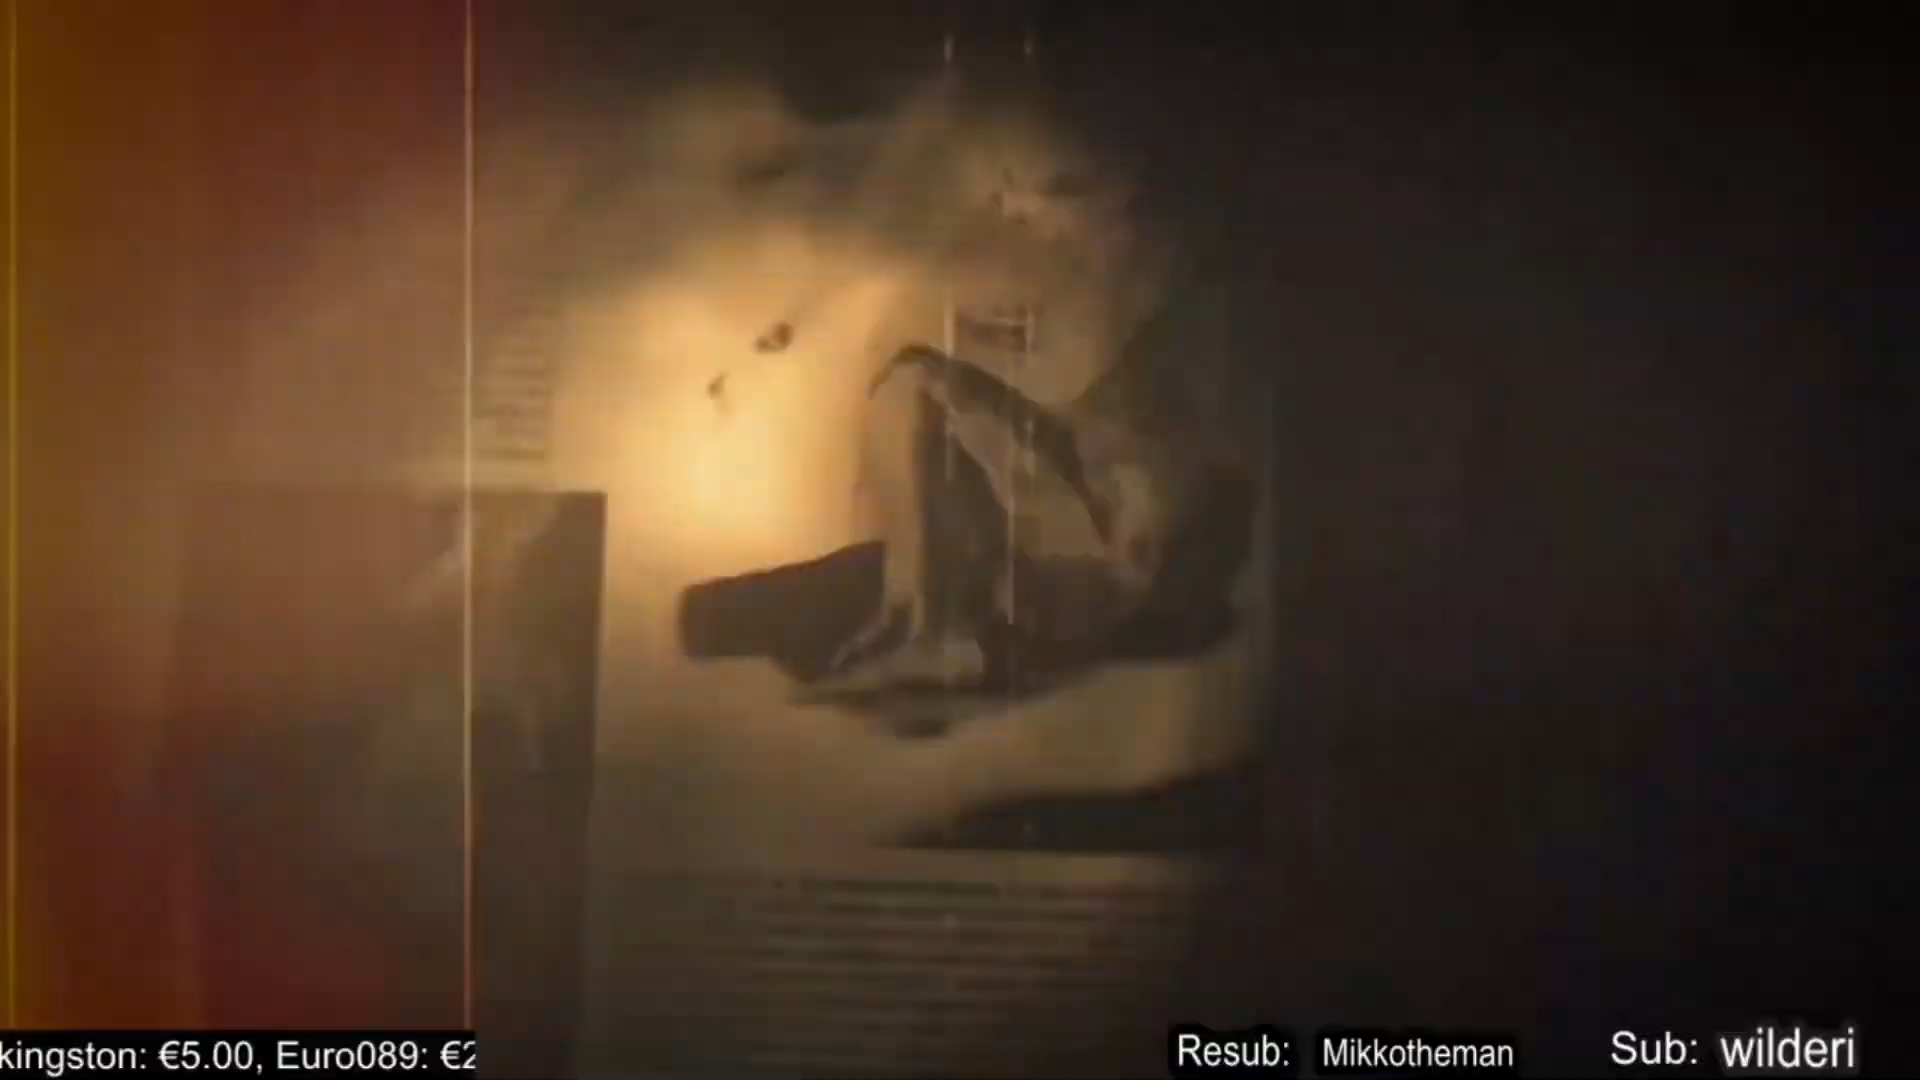 kingston: €5.00, Euro089: €2
Resub: Mikkotheman
Sub: wilderi